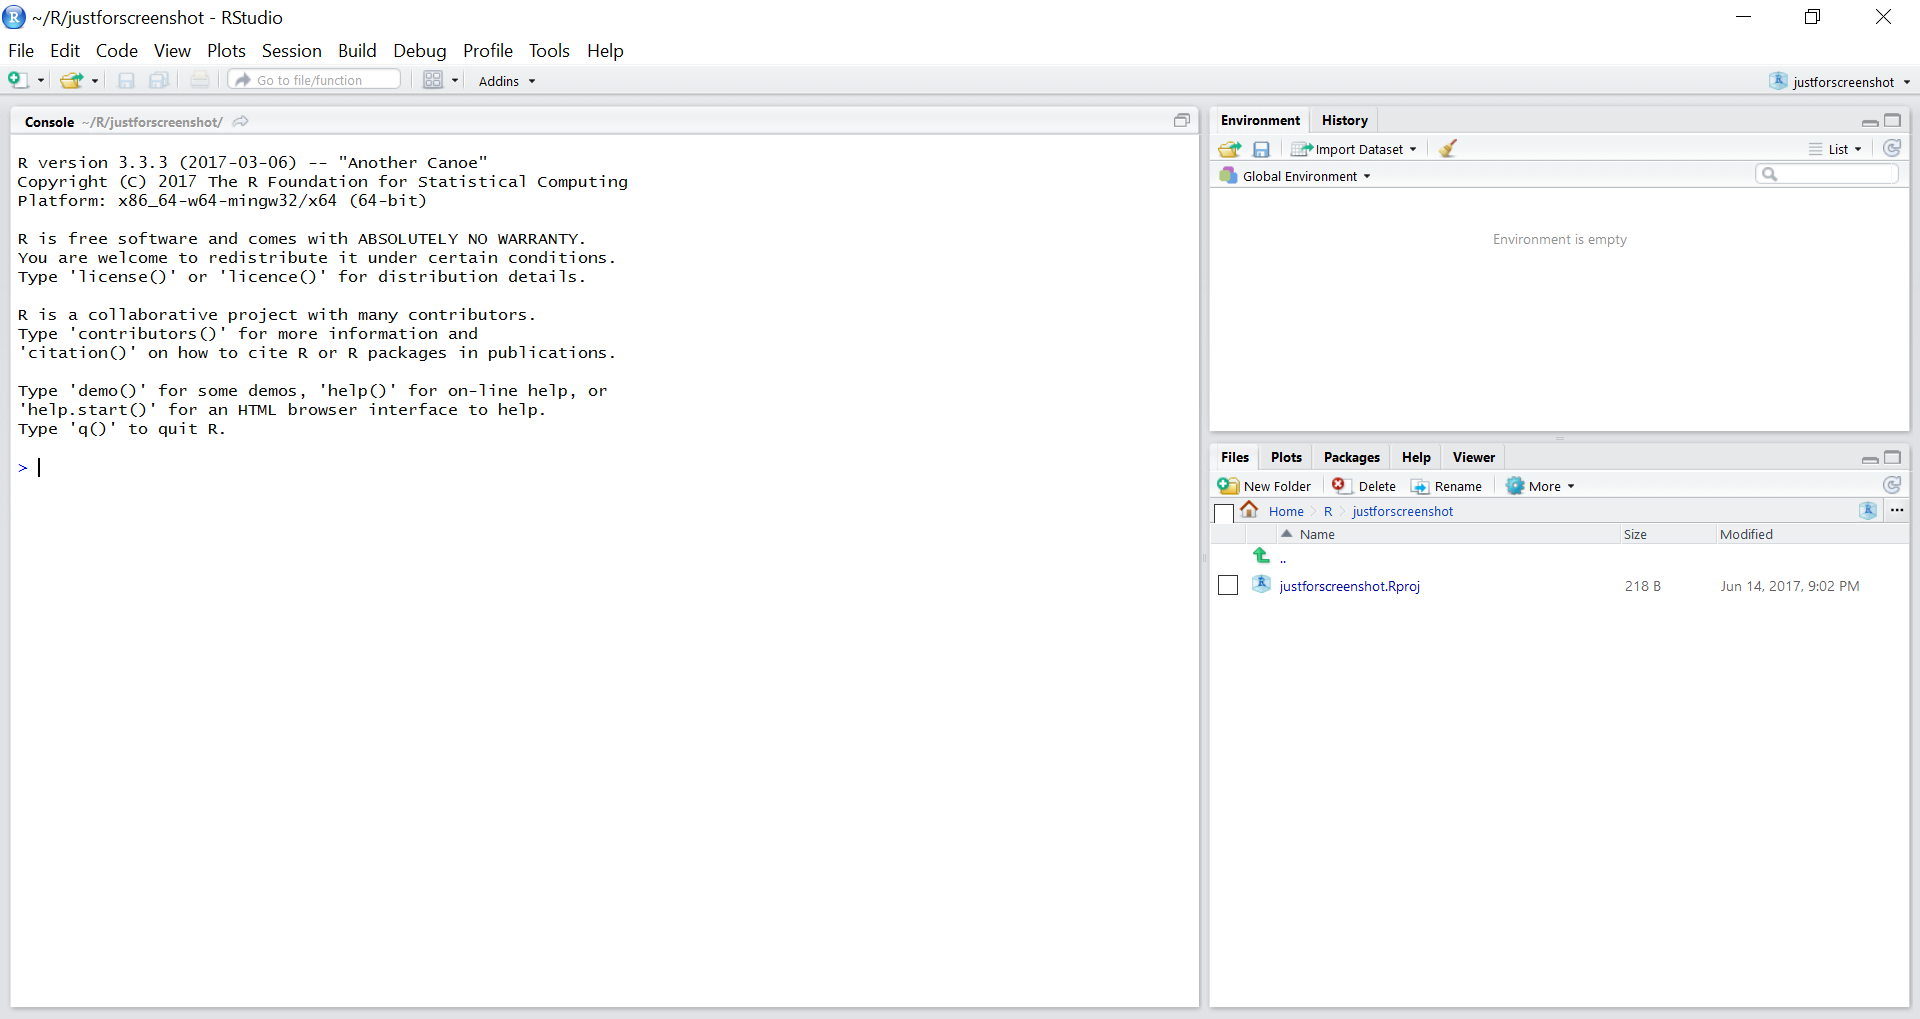 ~/R/justforscreenshot - RStudio
File Edit Code View Plots Session Build Debug Profile Tools Help
Go to file/function Addins justforscreenshot
Console ~/R/justforscreenshot/
R version 3.3.3 (2017-03-06) -- "Another Canoe"
Copyright (C) 2017 The R Foundation for Statistical Computing
Platform: x86_64-w64-mingw32/x64 (64-bit)
R is free software and comes with ABSOLUTELY NO WARRANTY.
You are welcome to redistribute it under certain conditions.
Type 'license()' or 'licence()' for distribution details.
R is a collaborative project with many contributors.
Type 'contributors()' for more information and
'citation()' on how to cite R or R packages in publications.
Type 'demo()' for some demos, 'help()' for on-line help, or
'help.start()' for an HTML browser interface to help.
Type 'q()' to quit R.
>
Environment History
Import Dataset List
Global Environment
Environment is empty
Files Plots Packages Help Viewer
New Folder Delete Rename More
Home R justforscreenshot ...
Name Size Modified
..
justforscreenshot.Rproj 218 B Jun 14, 2017, 9:02 PM